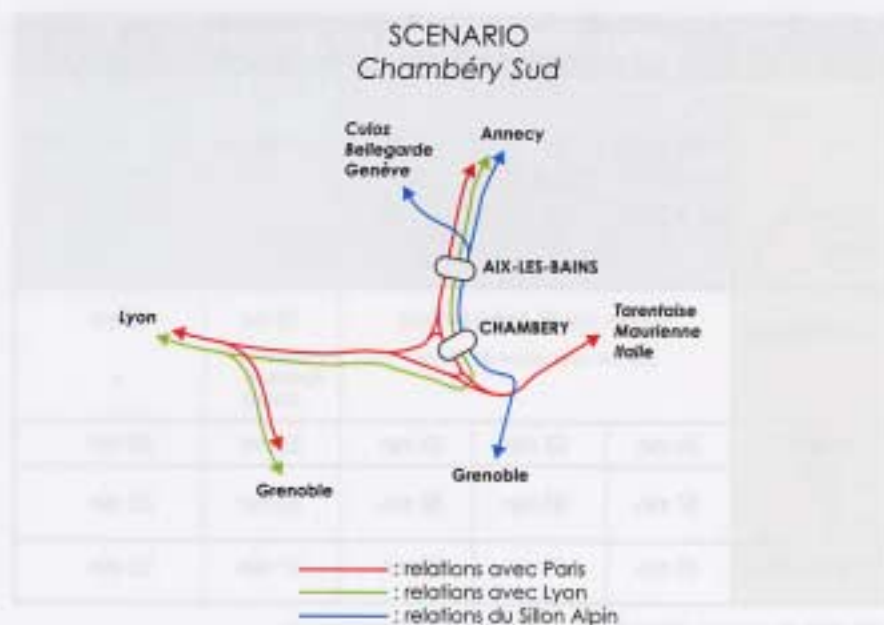 SCENARIO
Chambéry Sud
Culoz
Bellegarde
Genève
Annecy
AIX-LES-BAINS
Lyon
CHAMBERY
Tarentaise
Maurienne
Italie
Grenoble
Grenoble
: relations avec Paris
: relations avec Lyon
: relations du Sillon Alpin